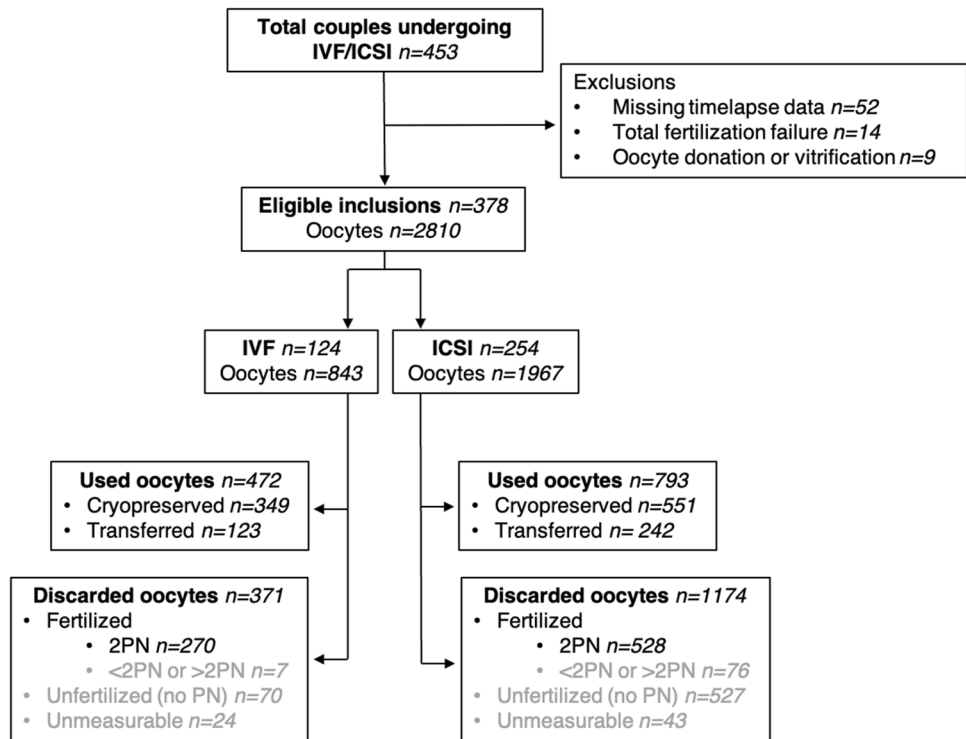 Total couples undergoing
IVF/ICSI n=453
Exclusions
• Missing timelapse data n=52
• Total fertilization failure n=14
• Oocyte donation or vitrification n=9
Eligible inclusions n=378
Oocytes n=2810
IVF n=124
Oocytes n=843
ICSI n=254
Oocytes n=1967
Used oocytes n=472
• Cryopreserved n=349
• Transferred n=123
Used oocytes n=793
• Cryopreserved n=551
• Transferred n= 242
Discarded oocytes n=371
• Fertilized
• 2PN n=270
• <2PN or >2PN n=7
• Unfertilized (no PN) n=70
• Unmeasurable n=24
Discarded oocytes n=1174
• Fertilized
• 2PN n=528
• <2PN or >2PN n=76
• Unfertilized (no PN) n=527
• Unmeasurable n=43